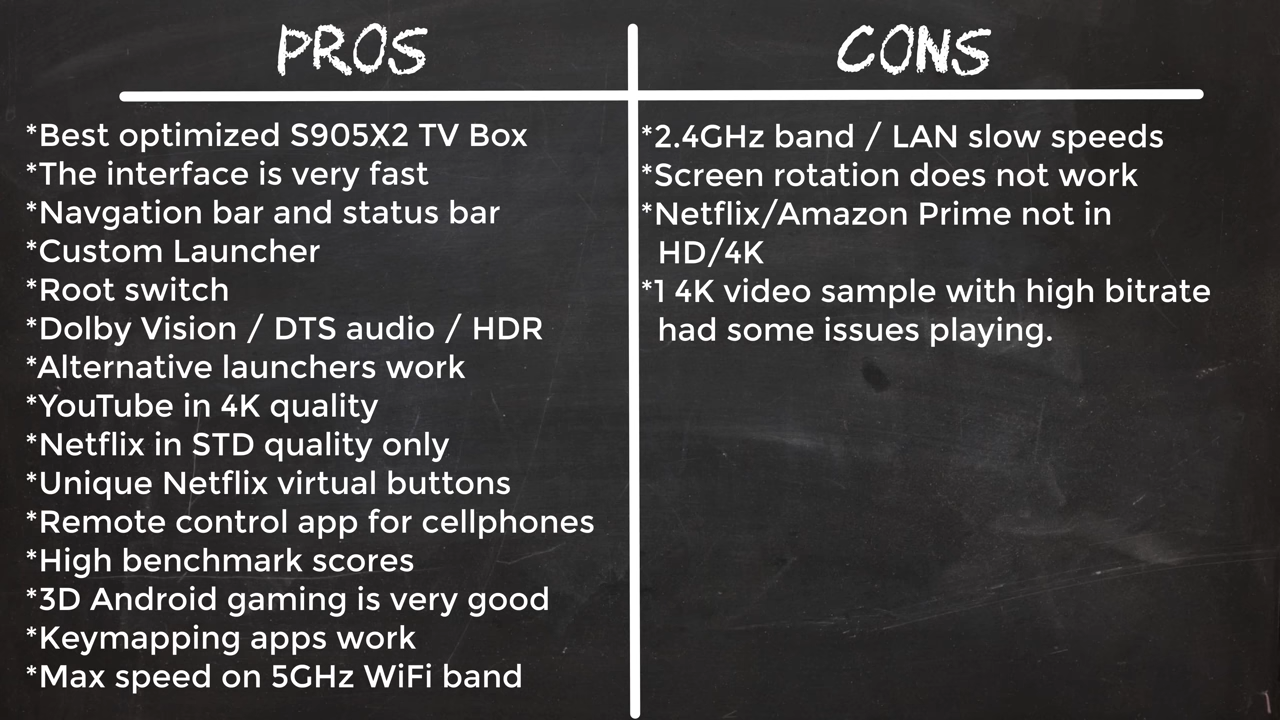 PROS
*Best optimized S905X2 TV Box
*The interface is very fast
*Navgation bar and status bar
*Custom Launcher
*Root switch
*Dolby Vision / DTS audio / HDR
*Alternative launchers work
*YouTube in 4K quality
*Netflix in STD quality only
*Unique Netflix virtual buttons
*Remote control app for cellphones
*High benchmark scores
*3D Android gaming is very good
*Keymapping apps work
*Max speed on 5GHz WiFi band
CONS
*2.4GHz band / LAN slow speeds
*Screen rotation does not work
*Netflix/Amazon Prime not in
HD/4K
*1 4K video sample with high bitrate
had some issues playing.